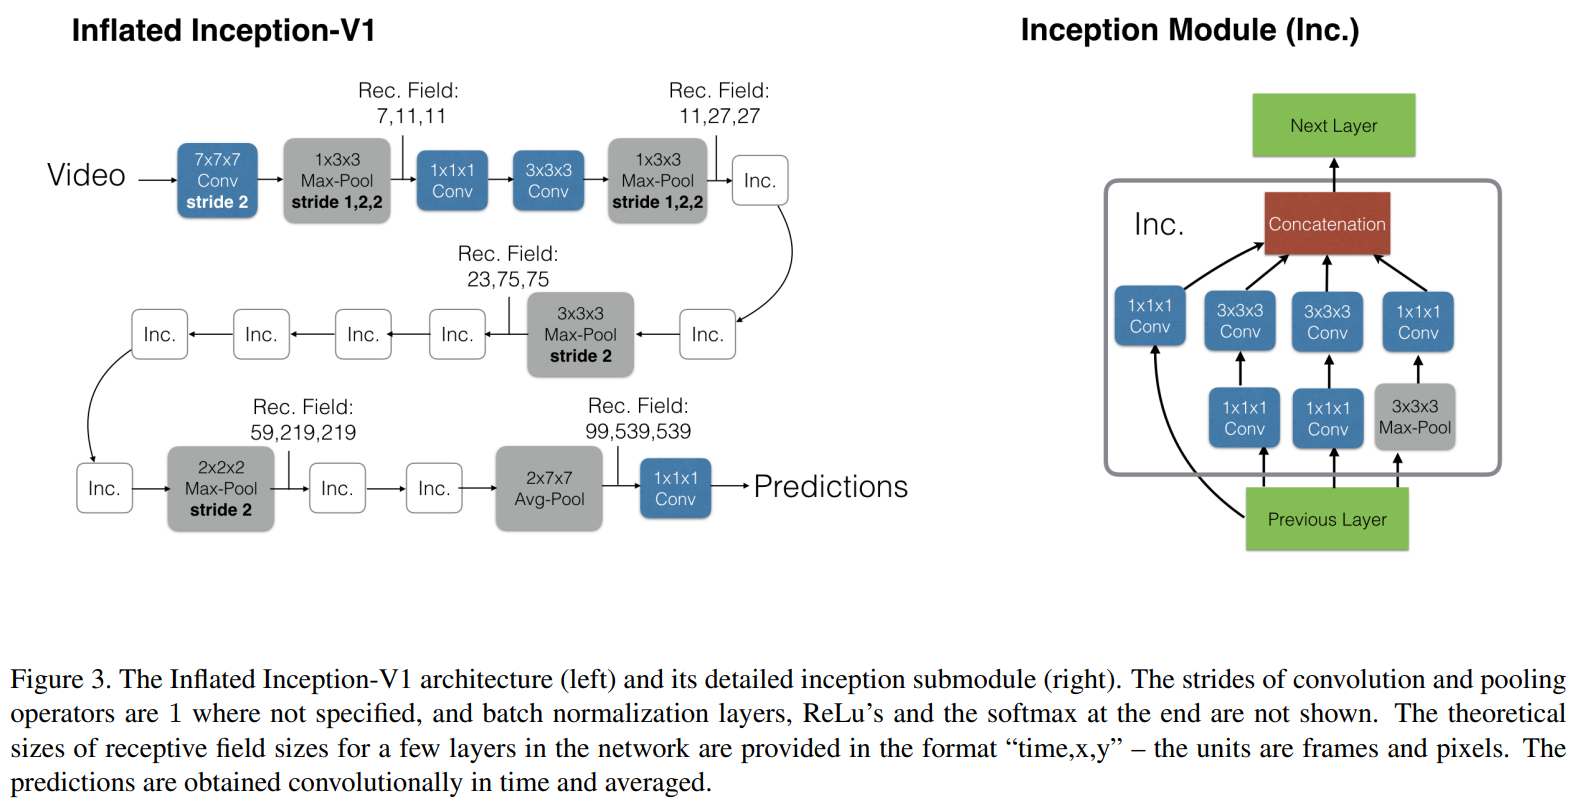 Inflated Inception-V1
Rec. Field:
7,11,11
Rec. Field:
11,27,27
Video
7x7x7
Conv
stride 2
1x3x3
Max-Pool
stride 1,2,2
1x1x1
Conv
3x3x3
Conv
1x3x3
Max-Pool
stride 1,2,2
Inc.
Rec. Field:
23,75,75
Inc.
Inc.
Inc.
Inc.
3x3x3
Max-Pool
stride 2
Inc.
Rec. Field:
59,219,219
Rec. Field:
99,539,539
Inc.
2x2x2
Max-Pool
stride 2
Inc.
Inc.
2x7x7
Avg-Pool
1x1x1
Conv
Predictions
Inception Module (Inc.)
Next Layer
Inc.
Concatenation
1x1x1
Conv
3x3x3
Conv
3x3x3
Conv
1x1x1
Conv
1x1x1
Conv
1x1x1
Conv
3x3x3
Max-Pool
Previous Layer
Figure 3. The Inflated Inception-V1 architecture (left) and its detailed inception submodule (right). The strides of convolution and pooling
operators are 1 where not specified, and batch normalization layers, ReLu’s and the softmax at the end are not shown. The theoretical
sizes of receptive field sizes for a few layers in the network are provided in the format “time,x,y” – the units are frames and pixels. The
predictions are obtained convolutionally in time and averaged.